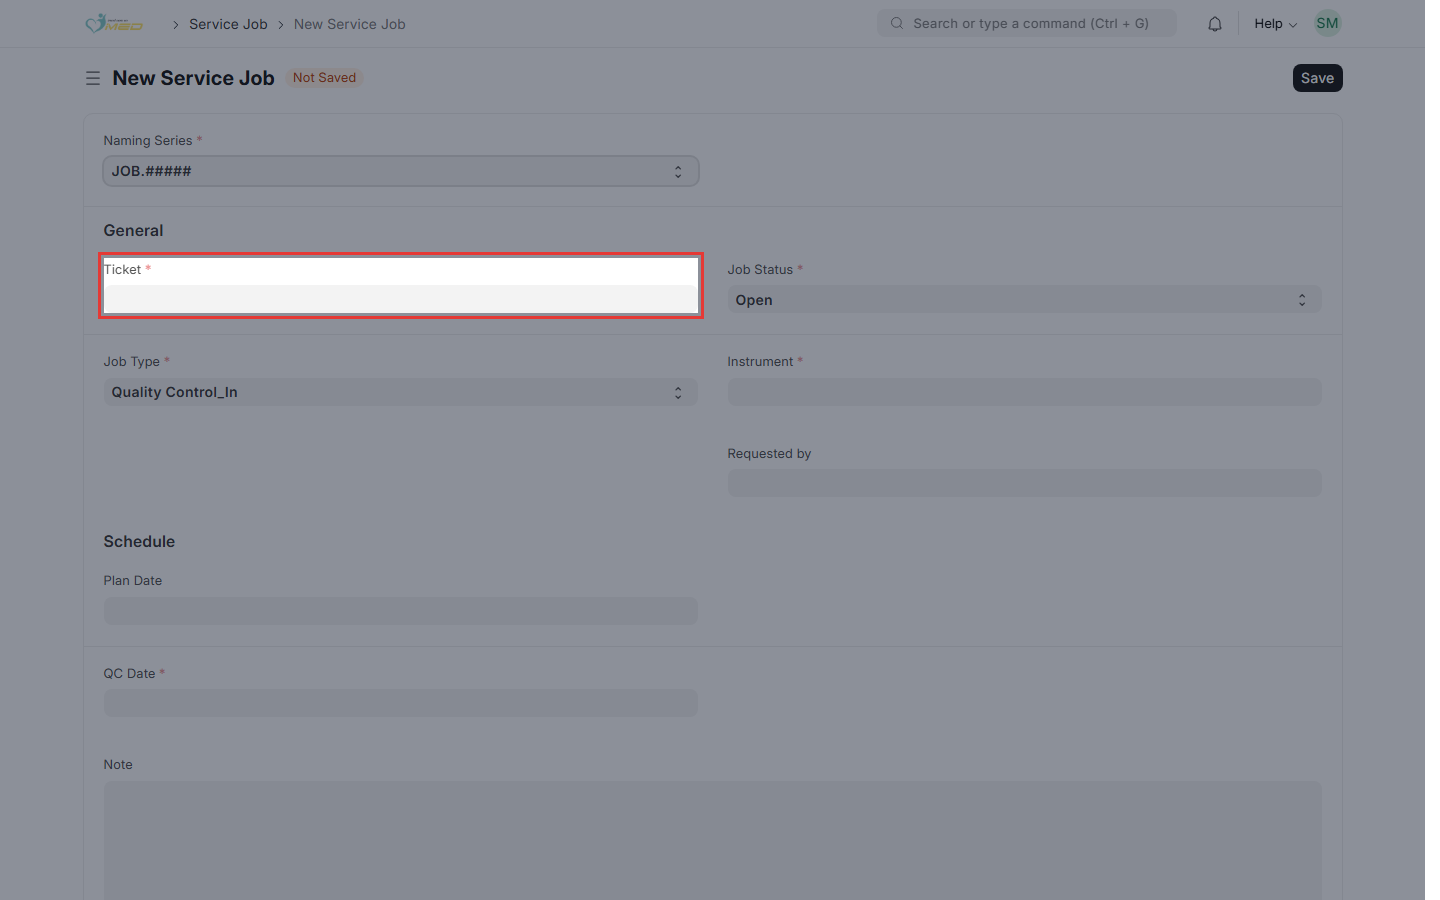 MED
Service Job
New Service Job
Search or type a command (Ctrl + G)
Help
SM
New Service Job
Not Saved
Save
Naming Series *
JOB.#####
General
Ticket *
Job Status *
Open
Job Type *
Quality Control_In
Instrument *
Requested by
Schedule
Plan Date
QC Date *
Note